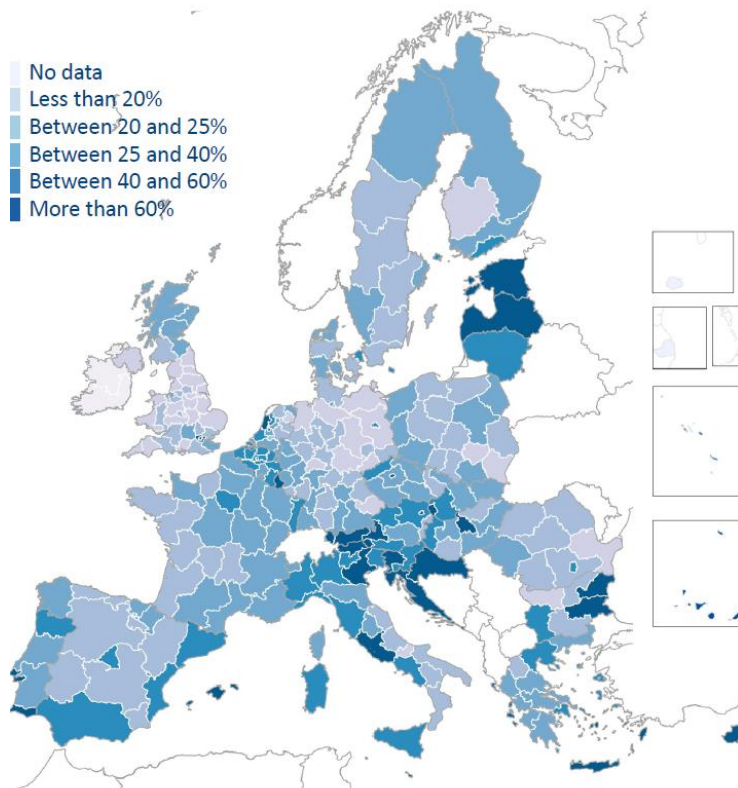 No data
Less than 20%
Between 20 and 25%
Between 25 and 40%
Between 40 and 60%
More than 60%